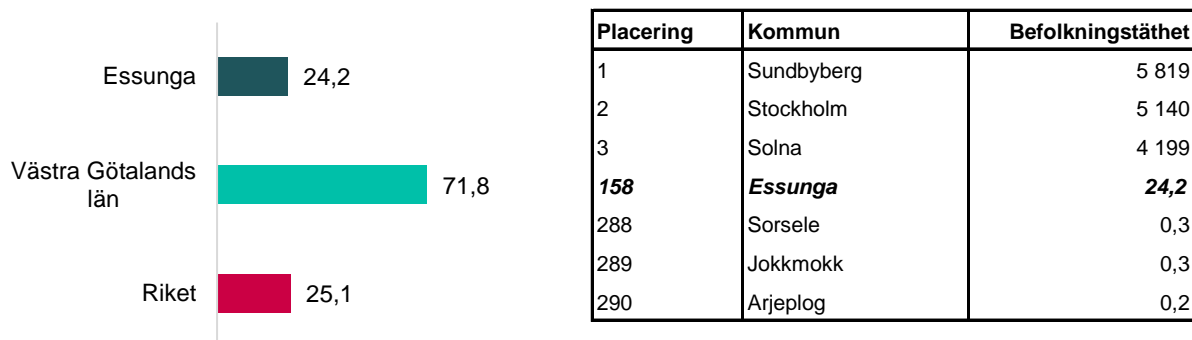 Essunga 24,2
Västra Götalands
län 71,8
Riket 25,1
Placering Kommun Befolkningstäthet
1 Sundbyberg 5 819
2 Stockholm 5 140
3 Solna 4 199
158 Essunga 24,2
288 Sorsele 0,3
289 Jokkmokk 0,3
290 Arjeplog 0,2